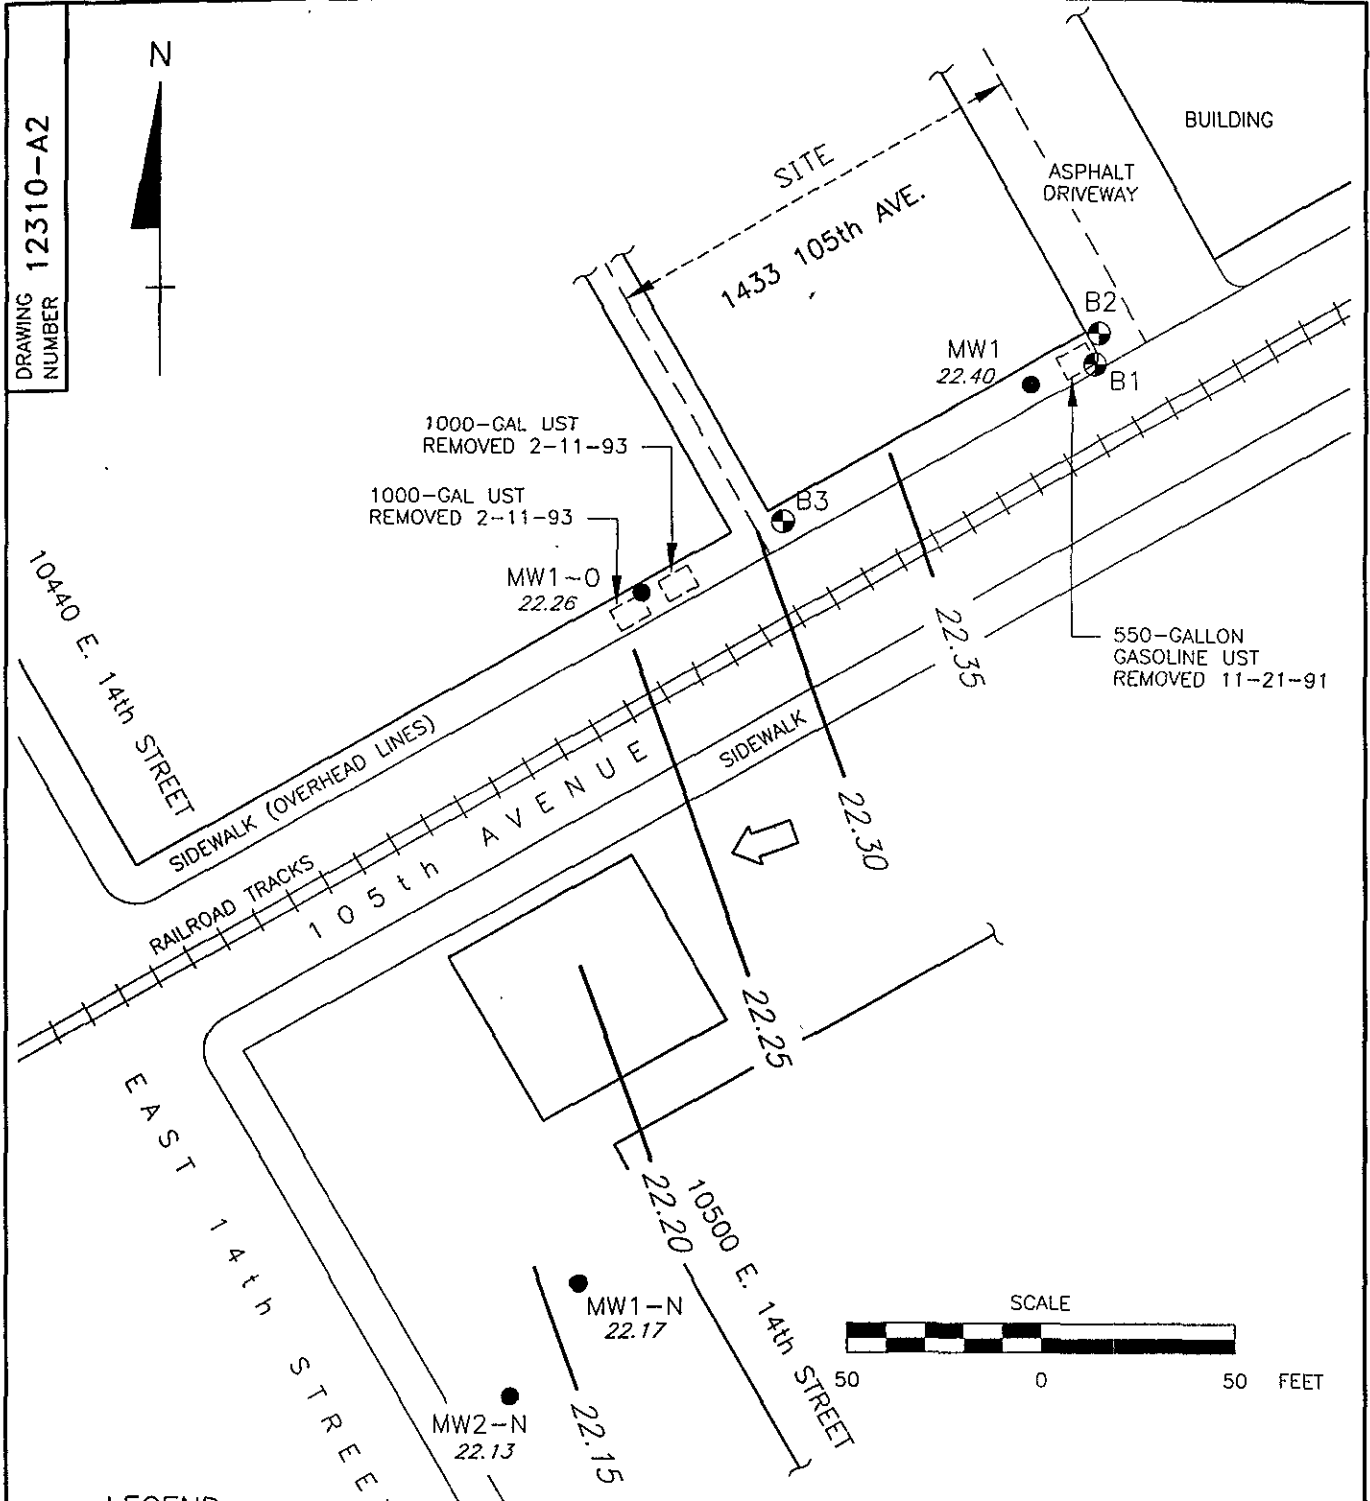 DRAWING
NUMBER 12310-A2
N
BUILDING
ASPHALT
DRIVEWAY
SITE
1433 105th AVE.
B2
MW1
22.40
B1
1000-GAL UST
REMOVED 2-11-93
1000-GAL UST
REMOVED 2-11-93
B3
MW1-O
22.26
10440 E. 14th STREET
22.35
550-GALLON
GASOLINE UST
REMOVED 11-21-91
SIDEWALK (OVERHEAD LINES)
SIDEWALK
RAILROAD TRACKS
105th AVENUE
22.30
22.25
EAST 14th STREE
22.20
10500 E. 14th STREET
MW1-N
22.17
SCALE
50 0 50 FEET
MW2-N
22.13
22.15
LEGEND